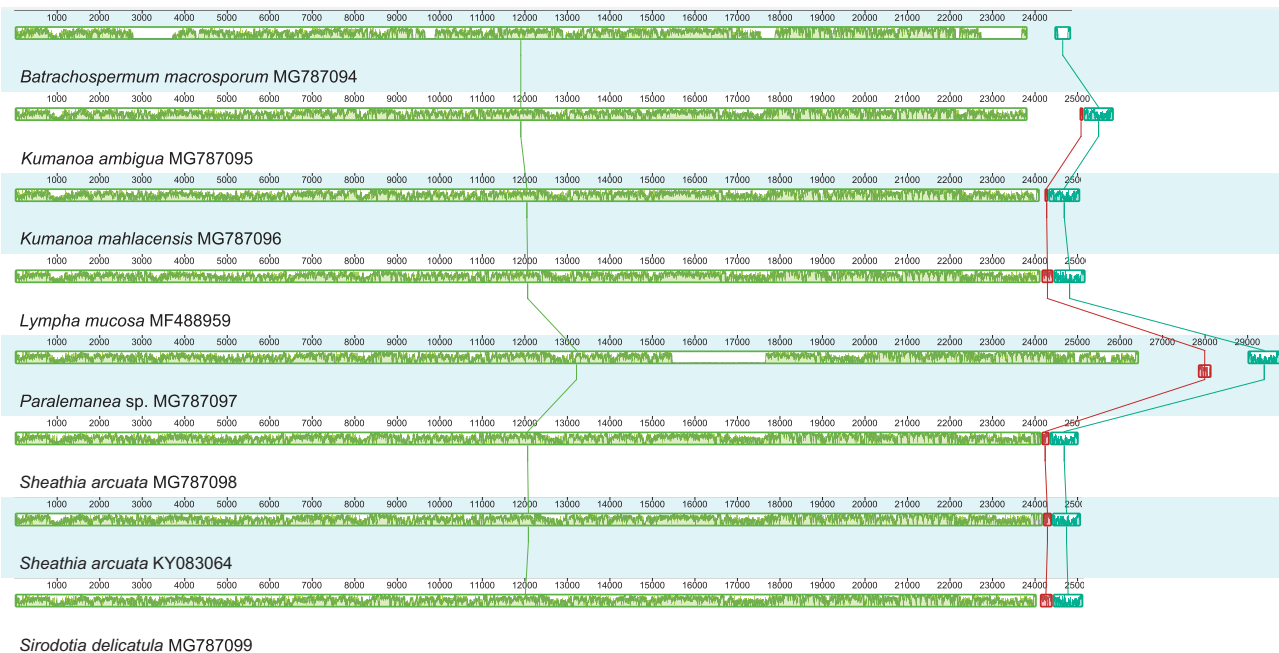 1000 2000 3000 4000 5000 6000 7000 8000 9000 10000 11000 12000 13000 14000 15000 16000 17000 18000 19000 20000 21000 22000 23000 24000
Batrachospermum macrosporum MG787094
1000 2000 3000 4000 5000 6000 7000 8000 9000 10000 11000 12000 13000 14000 15000 16000 17000 18000 19000 20000 21000 22000 23000 24000 25000
Kumanoa ambigua MG787095
1000 2000 3000 4000 5000 6000 7000 8000 9000 10000 11000 12000 13000 14000 15000 16000 17000 18000 19000 20000 21000 22000 23000 24000 2500
Kumanoa mahlacensis MG787096
1000 2000 3000 4000 5000 6000 7000 8000 9000 10000 11000 12000 13000 14000 15000 16000 17000 18000 19000 20000 21000 22000 23000 24000 2500
Lympha mucosa MF488959
1000 2000 3000 4000 5000 6000 7000 8000 9000 10000 11000 12000 13000 14000 15000 16000 17000 18000 19000 20000 21000 22000 23000 24000 25000 26000 27000 28000 29000
Paralemanea sp. MG787097
1000 2000 3000 4000 5000 6000 7000 8000 9000 10000 11000 12000 13000 14000 15000 16000 17000 18000 19000 20000 21000 22000 23000 24000 250
Sheathia arcuata MG787098
1000 2000 3000 4000 5000 6000 7000 8000 9000 10000 11000 12000 13000 14000 15000 16000 17000 18000 19000 20000 21000 22000 23000 24000 2500
Sheathia arcuata KY083064
1000 2000 3000 4000 5000 6000 7000 8000 9000 10000 11000 12000 13000 14000 15000 16000 17000 18000 19000 20000 21000 22000 23000 24000 2500
Sirodotia delicatula MG787099